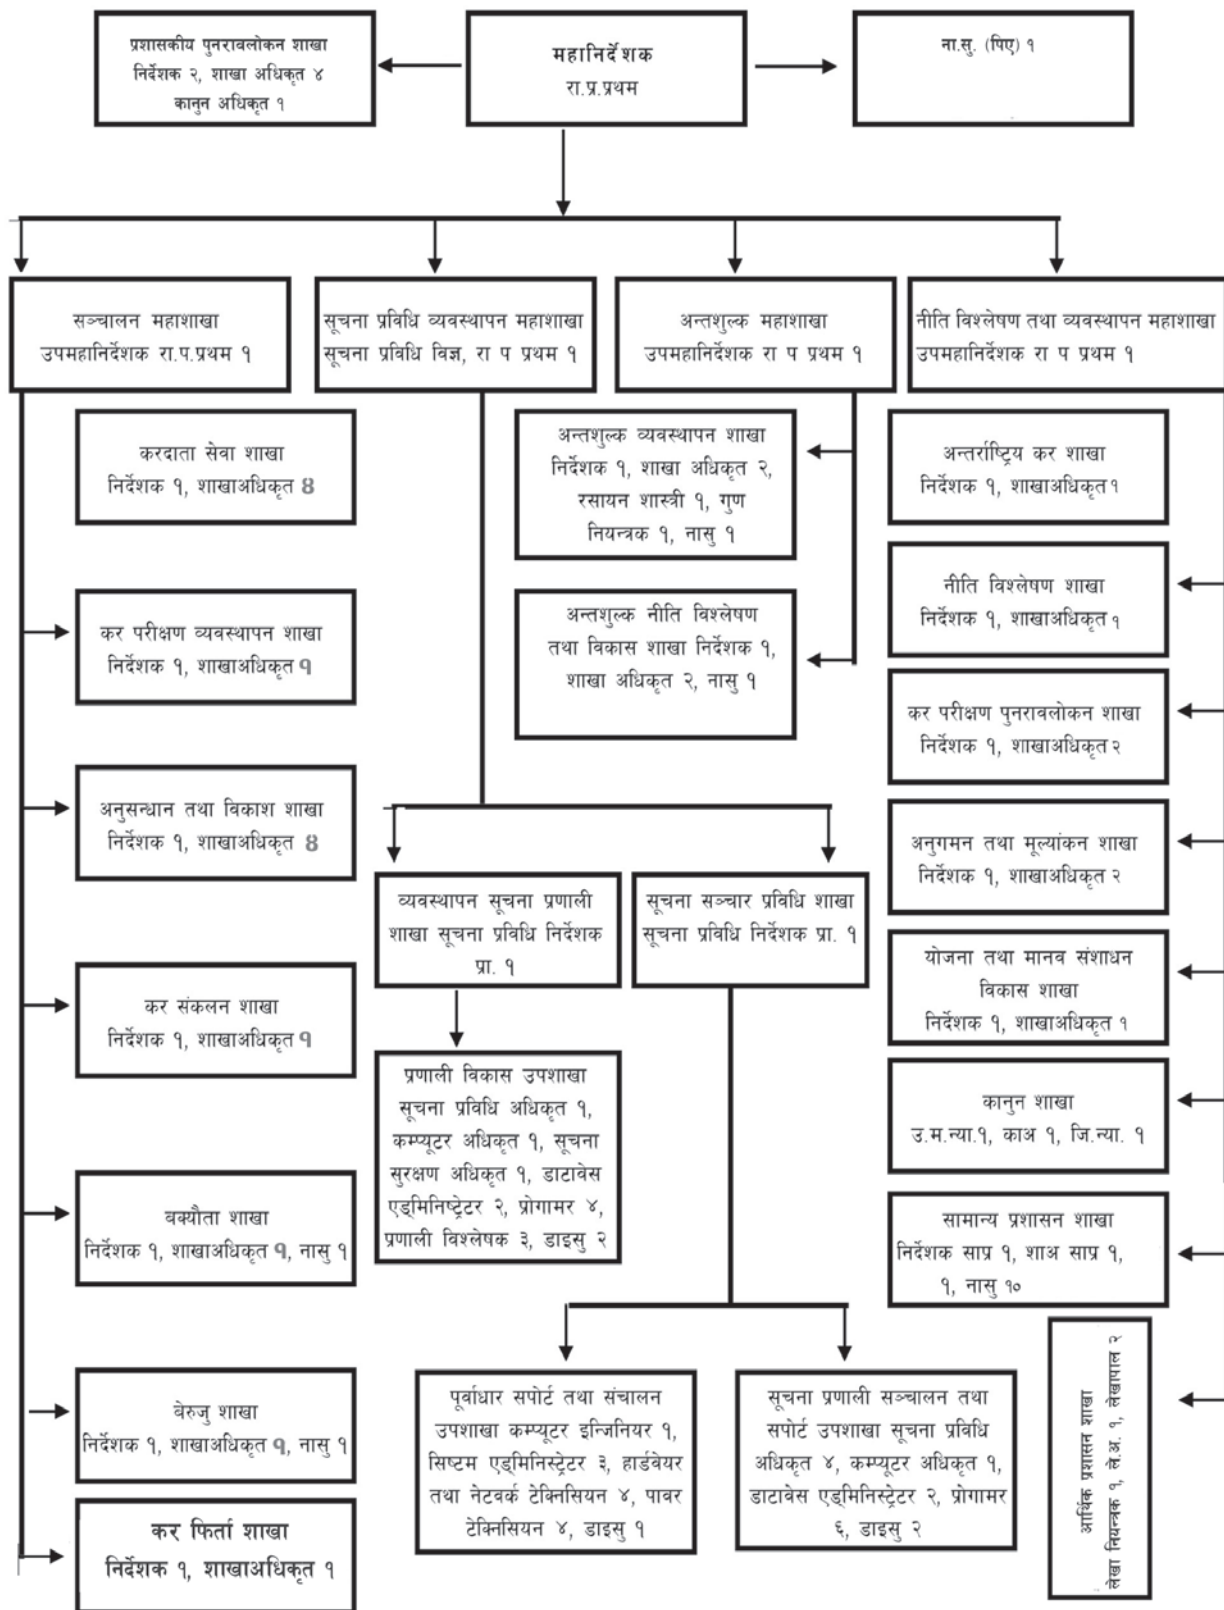 प्रशासकीय पुनरावलोकन शाखा
निर्देशक २, शाखा अधिकृत ४
कानुन अधिकृत १
महानिर्देशक
रा.प्र.प्रथम
ना.सु. (पिए) १
सञ्चालन महाशाखा
उपमहानिर्देशक रा.प.प्रथम १
सूचना प्रविधि व्यवस्थापन महाशाखा
सूचना प्रविधि विज्ञ, रा प प्रथम १
अन्तशुल्क महाशाखा
उपमहानिर्देशक रा प प्रथम १
नीति विश्लेषण तथा व्यवस्थापन महाशाखा
उपमहानिर्देशक रा प प्रथम १
करदाता सेवा शाखा
निर्देशक १, शाखाअधिकृत ४
कर परीक्षण व्यवस्थापन शाखा
निर्देशक १, शाखाअधिकृत १
अनुसन्धान तथा विकाश शाखा
निर्देशक १, शाखाअधिकृत ४
कर संकलन शाखा
निर्देशक १, शाखाअधिकृत १
बक्यौता शाखा
निर्देशक १, शाखाअधिकृत १, नासु १
बेरुजु शाखा
निर्देशक १, शाखाअधिकृत १, नासु १
कर फिर्ता शाखा
निर्देशक १, शाखाअधिकृत १
व्यवस्थापन सूचना प्रणाली
शाखा सूचना प्रविधि निर्देशक
प्रा. १
सूचना सञ्चार प्रविधि शाखा
सूचना प्रविधि निर्देशक प्रा. १
प्रणाली विकास उपशाखा
सूचना प्रविधि अधिकृत १,
कम्प्यूटर अधिकृत १, सूचना
सुरक्षण अधिकृत १, डाटावेस
एड्मिनिष्ट्रेटर २, प्रोगामर ४,
प्रणाली विश्लेषक ३, डाइसु २
पूर्वाधार सपोर्ट तथा संचालन
उपशाखा कम्प्यूटर इन्जिनियर १,
सिष्टम एड्मिनिस्ट्रेटर ३, हार्डवेयर
तथा नेटवर्क टेक्निसियन ४, पावर
टेक्निसियन ४, डाइसु १
सूचना प्रणाली सञ्चालन तथा
सपोर्ट उपशाखा सूचना प्रविधि
अधिकृत ४, कम्प्यूटर अधिकृत १,
डाटावेस एड्मिनिस्ट्रेटर २, प्रोगामर
६, डाइसु २
अन्तशुल्क व्यवस्थापन शाखा
निर्देशक १, शाखा अधिकृत २,
रसायन शास्त्री १, गुण
नियन्त्रक १, नासु १
अन्तशुल्क नीति विश्लेषण
तथा विकास शाखा निर्देशक १,
शाखा अधिकृत २, नासु १
अन्तर्राष्ट्रिय कर शाखा
निर्देशक १, शाखाअधिकृत १
नीति विश्लेषण शाखा
निर्देशक १, शाखाअधिकृत १
कर परीक्षण पुनरावलोकन शाखा
निर्देशक १, शाखाअधिकृत २
अनुगमन तथा मूल्यांकन शाखा
निर्देशक १, शाखाअधिकृत २
योजना तथा मानव संशाधन
विकास शाखा
निर्देशक १, शाखाअधिकृत १
कानुन शाखा
उ.म.न्या.१, काअ १, जि.न्या. १
सामान्य प्रशासन शाखा
निर्देशक साप्र १, शाअ साप्र १,
१, नासु १०
आर्थिक प्रशासन शाखा
लेखा नियन्त्रक १, ले.अ. १, लेखापाल २